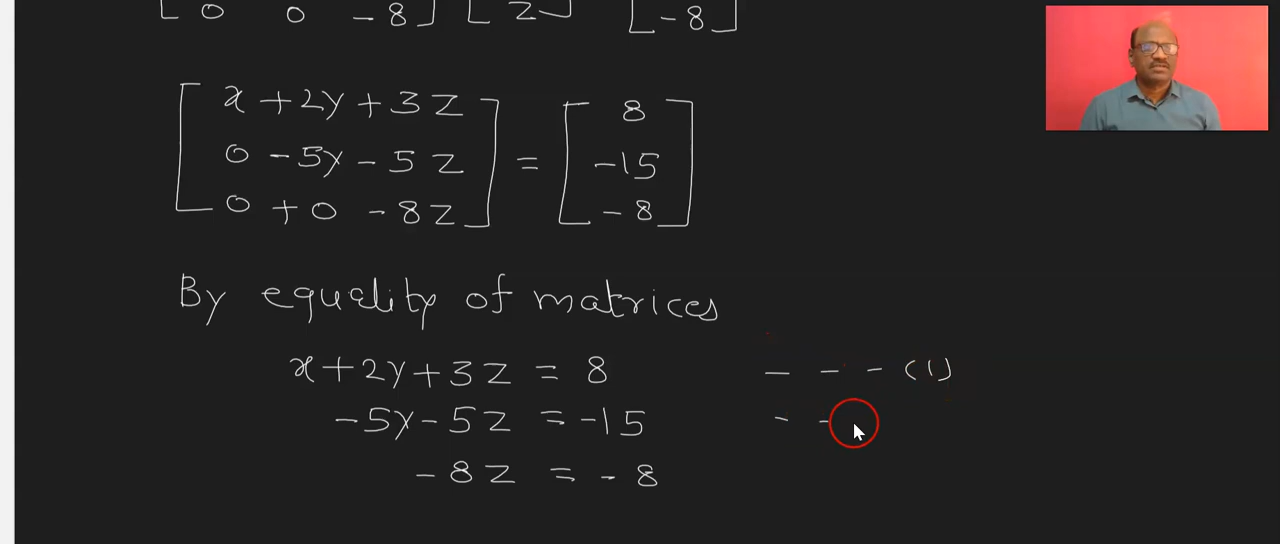 [ 0 0 -8 ] [ z ] [ -8 ]
[ x + 2y + 3z ] = [ 8 ]
[ 0 - 5y - 5z ] = [ -15 ]
[ 0 + 0 - 8z ] = [ -8 ]
By equality of matrices
x + 2y + 3z = 8 - - - (1)
-5y - 5z = -15 - -
-8z = -8